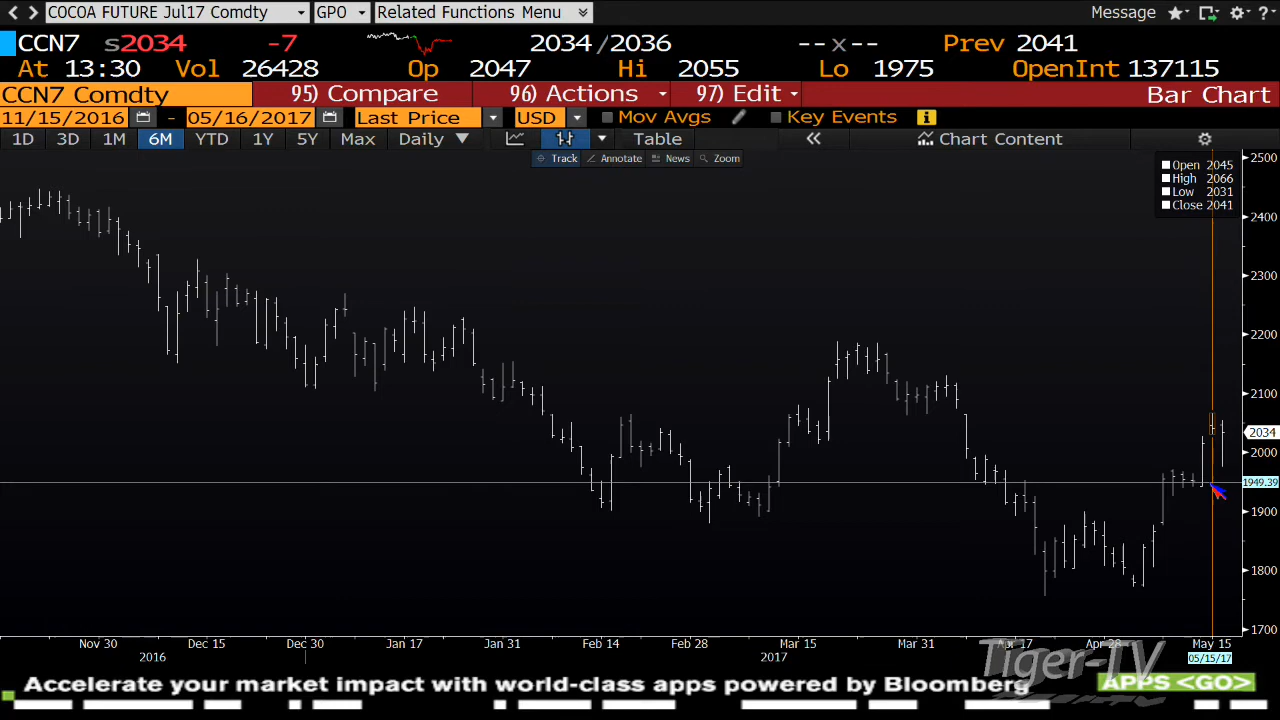 COCOA FUTURE Jul17 Comdty GPO Related Functions Menu Message
CCN7 s2034 -7 2034 /2036 --x-- Prev 2041
At 13:30 Vol 26428 Op 2047 Hi 2055 Lo 1975 OpenInt 137115
CCN7 Comdty 95) Compare 96) Actions 97) Edit Bar Chart
11/15/2016 - 05/16/2017 Last Price USD Mov Avgs Key Events
1D 3D 1M 6M YTD 1Y 5Y Max Daily Table Chart Content
Track Annotate News Zoom
Open 2045
High 2066
Low 2031
Close 2041
2500
2400
2300
2200
2100
2034
2000
1949.39
1900
1800
1700
Nov 30 Dec 15 Dec 30 Jan 17 Jan 31 Feb 14 Feb 28 Mar 15 Mar 31 Apr 17 Apr 28 May 15
2016 2017 05/15/17
Tiger-TV
Accelerate your market impact with world-class apps powered by Bloomberg APPS <GO>